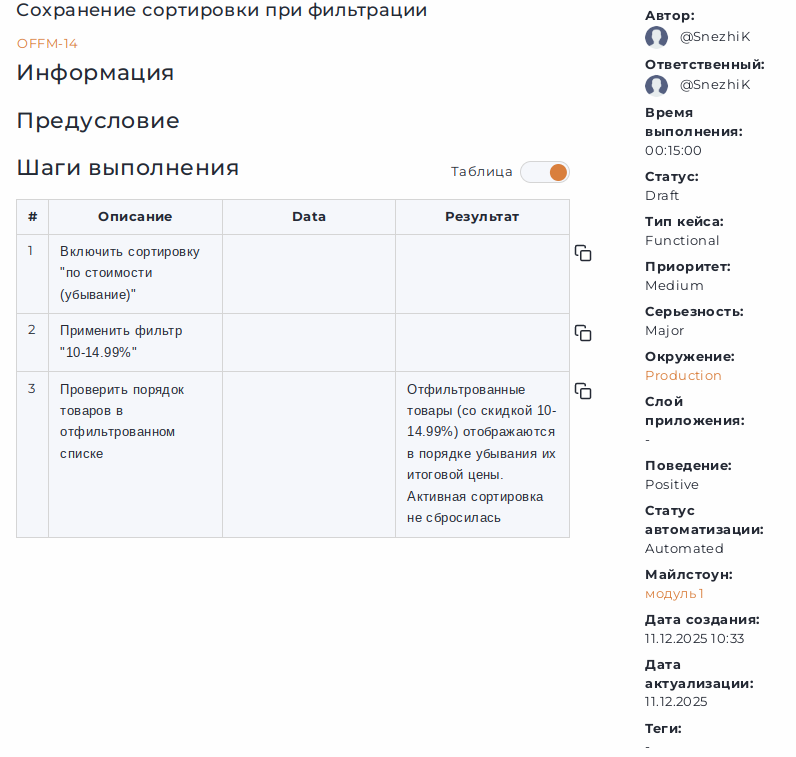 Сохранение сортировки при фильтрации
OFFM-14
Информация
Предусловие
Шаги выполнения
Таблица
# Описание Data Результат
1 Включить сортировку
"по стоимости
(убывание)"
2 Применить фильтр
"10-14.99%"
3 Проверить порядок
товаров в
отфильтрованном
списке
Отфильтрованные
товары (со скидкой 10-
14.99%) отображаются
в порядке убывания их
итоговой цены.
Активная сортировка
не сбросилась
Автор:
@SnezhiK
Ответственный:
@SnezhiK
Время
выполнения:
00:15:00
Статус:
Draft
Тип кейса:
Functional
Приоритет:
Medium
Серьезность:
Major
Окружение:
Production
Слой
приложения:
-
Поведение:
Positive
Статус
автоматизации:
Automated
Майлстоун:
модуль 1
Дата создания:
11.12.2025 10:33
Дата
актуализации:
11.12.2025
Теги:
-